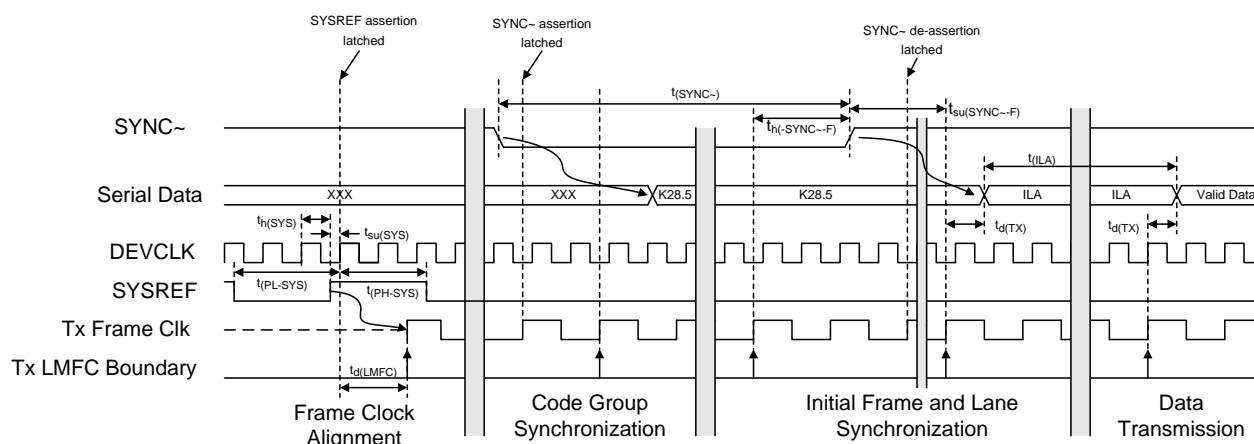 SYSREF assertion
latched
SYNC~ assertion
latched
SYNC~ de-assertion
latched
t(SYNC~)
th(-SYNC~-F)
tsu(SYNC~-F)
SYNC~
t(ILA)
Serial Data
XXX
XXX
K28.5
K28.5
ILA
ILA
Valid Data
th(SYS)
tsu(SYS)
td(TX)
td(TX)
DEVCLK
t(PL-SYS)
t(PH-SYS)
SYSREF
Tx Frame Clk
Tx LMFC Boundary
td(LMFC)
Frame Clock
Alignment
Code Group
Synchronization
Initial Frame and Lane
Synchronization
Data
Transmission